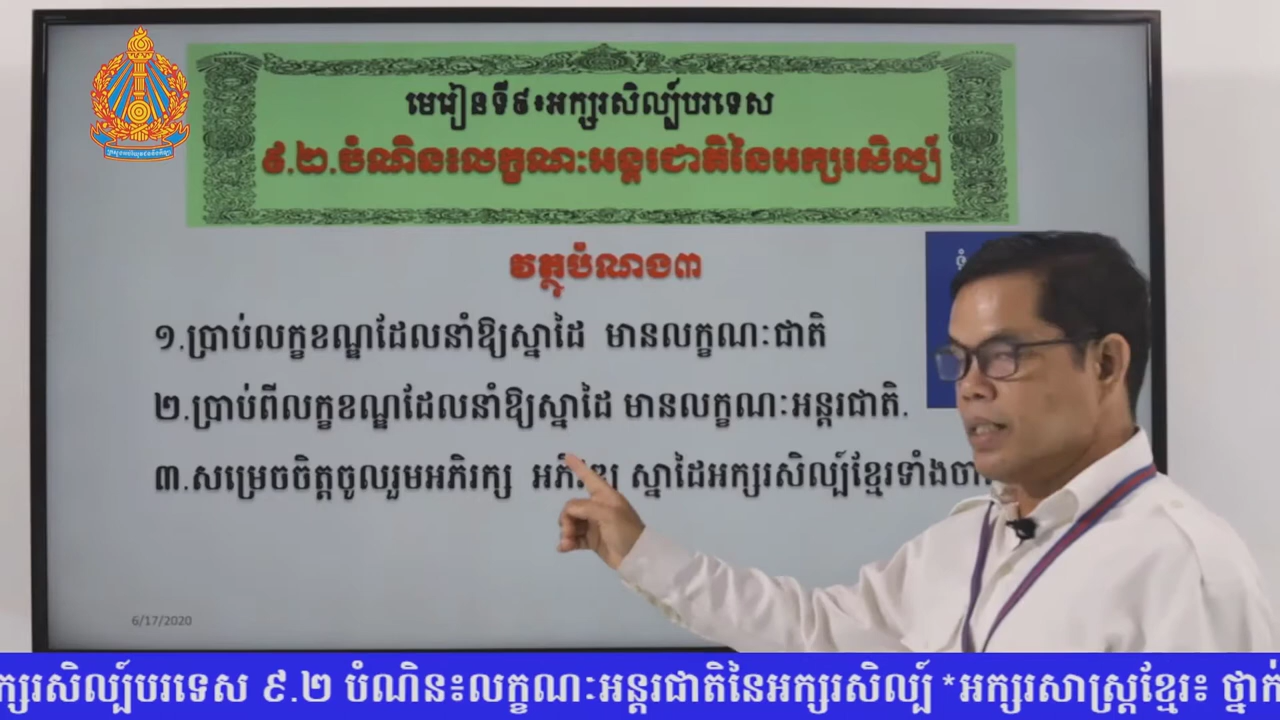 មេរៀនទី៩៖អក្សរសិល្ប៍បរទេស
៩.២.បំណិន៖លក្ខណៈអន្តរជាតិនៃអក្សរសិល្ប៍
វត្ថុបំណង៣
១.ប្រាប់លក្ខខណ្ឌដែលនាំឱ្យស្នាដៃ មានលក្ខណៈជាតិ
២.ប្រាប់ពីលក្ខខណ្ឌដែលនាំឱ្យស្នាដៃ មានលក្ខណៈអន្តរជាតិ.
៣.សម្រេចចិត្តចូលរួមអភិរក្ស ស្នាដៃអក្សរសិល្ប៍ខ្មែរទាំង
6/17/2020
ក្សរសិល្ប៍បរទេស ៩.២ បំណិន៖លក្ខណៈអន្តរជាតិនៃអក្សរសិល្ប៍ *អក្សរសាស្ត្រខ្មែរ៖ ថ្នាក់